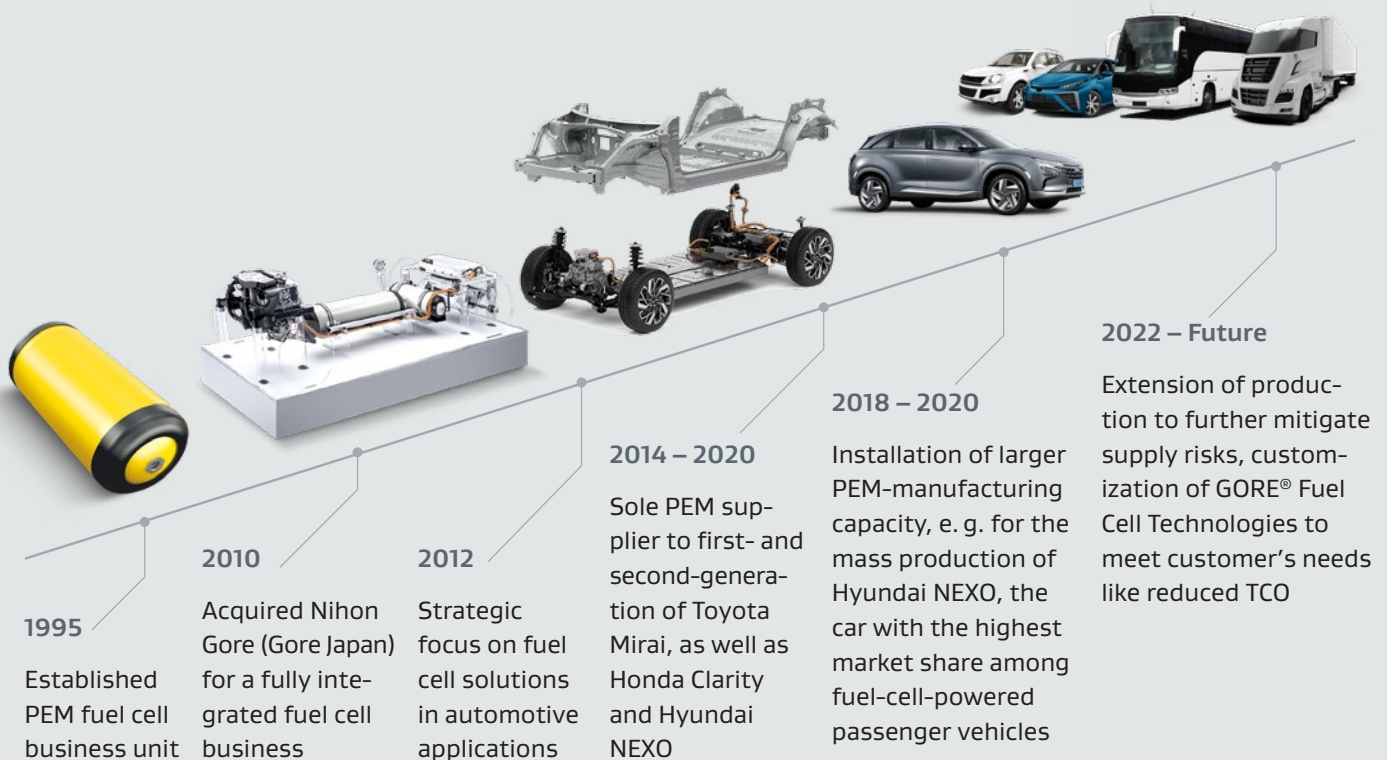 1995
Established
PEM fuel cell
business unit
2010
Acquired Nihon
Gore (Gore Japan)
for a fully inte-
grated fuel cell
business
2012
Strategic
focus on fuel
cell solutions
in automotive
applications
2014 – 2020
Sole PEM sup-
plier to first- and
second-genera-
tion of Toyota
Mirai, as well as
Honda Clarity
and Hyundai
NEXO
2018 – 2020
Installation of larger
PEM-manufacturing
capacity, e. g. for the
mass production of
Hyundai NEXO, the
car with the highest
market share among
fuel-cell-powered
passenger vehicles
2022 – Future
Extension of produc-
tion to further mitigate
supply risks, custom-
ization of GORE® Fuel
Cell Technologies to
meet customer’s needs
like reduced TCO